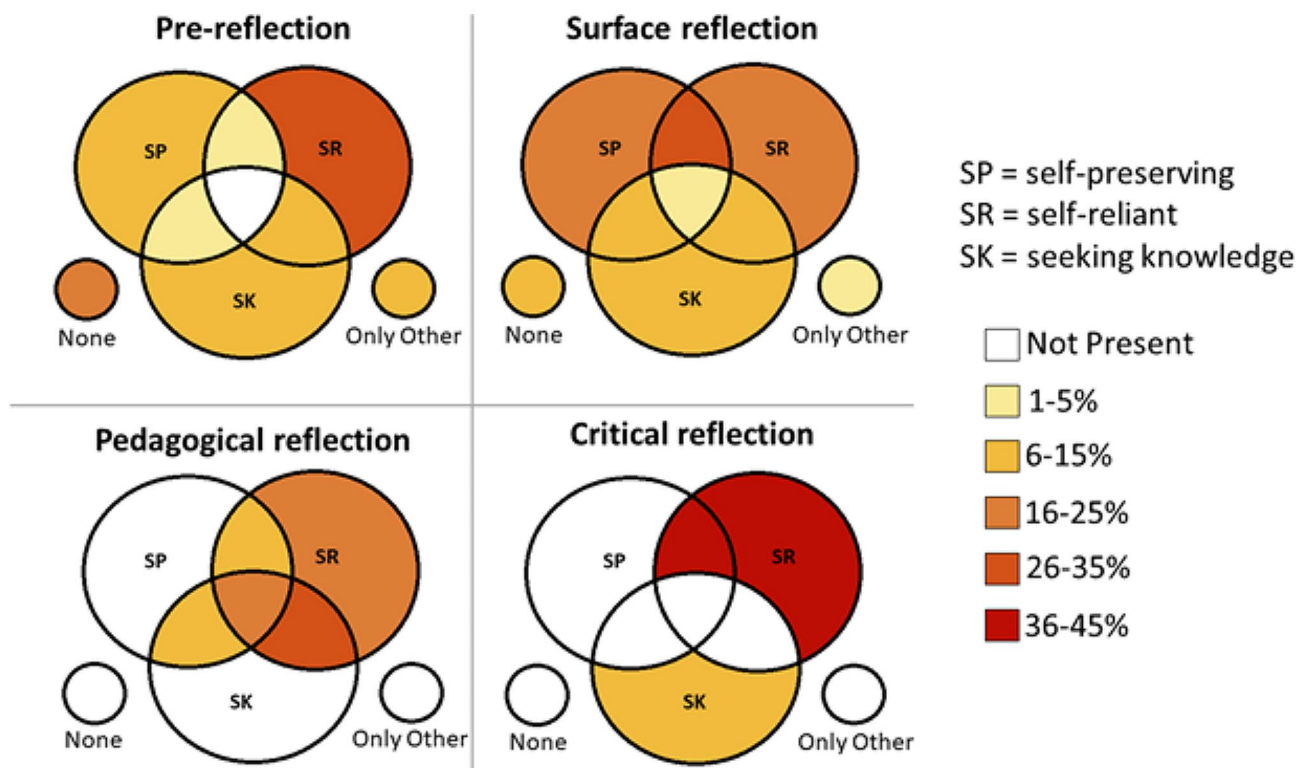 Pre-reflection
SP
SR
SK
None
Only Other
Surface reflection
SP
SR
SK
None
Only Other
Pedagogical reflection
SP
SR
SK
None
Only Other
Critical reflection
SP
SR
SK
None
Only Other
SP = self-preserving
SR = self-reliant
SK = seeking knowledge
Not Present
1-5%
6-15%
16-25%
26-35%
36-45%